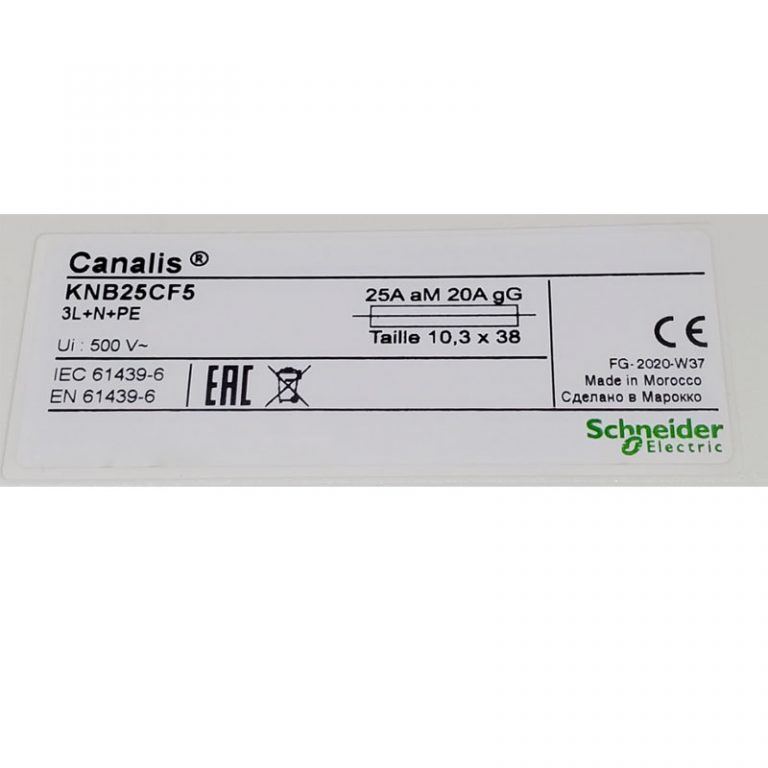 Canalis ®
KNB25CF5
3L+N+PE
Ui : 500 V~
25A aM 20A gG
Taille 10,3 x 38
IEC 61439-6
EN 61439-6
EAC
CE
FG-2020-W37
Made in Morocco
Сделано в Марокко
Schneider
Electric